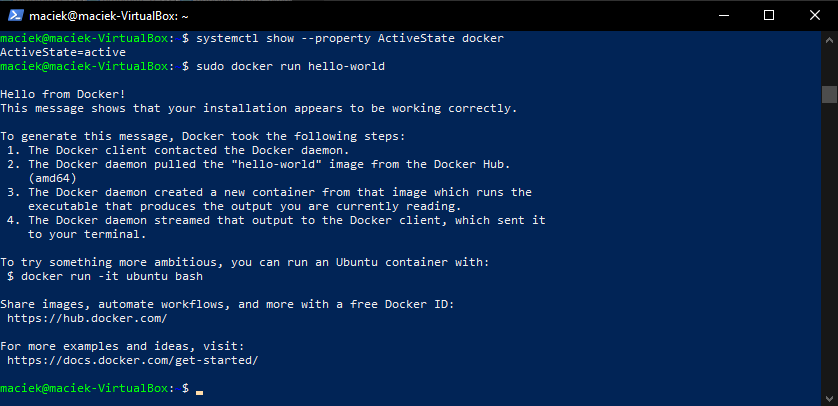 maciek@maciek-VirtualBox: ~
maciek@maciek-VirtualBox:~$ systemctl show --property ActiveState docker
ActiveState=active
maciek@maciek-VirtualBox:~$ sudo docker run hello-world

Hello from Docker!
This message shows that your installation appears to be working correctly.

To generate this message, Docker took the following steps:
 1. The Docker client contacted the Docker daemon.
 2. The Docker daemon pulled the "hello-world" image from the Docker Hub.
    (amd64)
 3. The Docker daemon created a new container from that image which runs the
    executable that produces the output you are currently reading.
 4. The Docker daemon streamed that output to the Docker client, which sent it
    to your terminal.

To try something more ambitious, you can run an Ubuntu container with:
 $ docker run -it ubuntu bash

Share images, automate workflows, and more with a free Docker ID:
 https://hub.docker.com/

For more examples and ideas, visit:
 https://docs.docker.com/get-started/

maciek@maciek-VirtualBox:~$